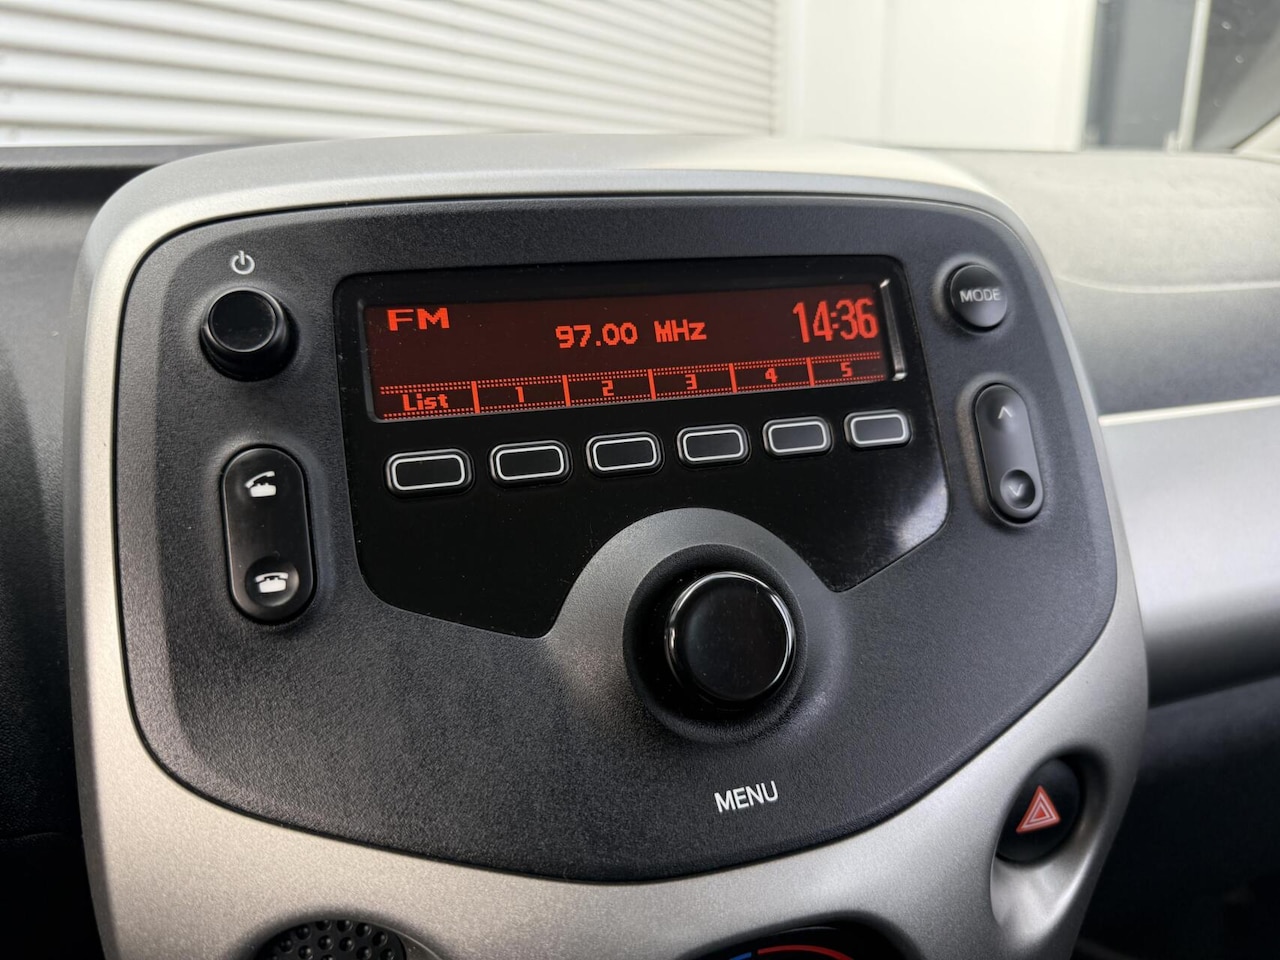 FM
97.00 MHz
14:36
List 1 2 3 4 5
MODE
MENU